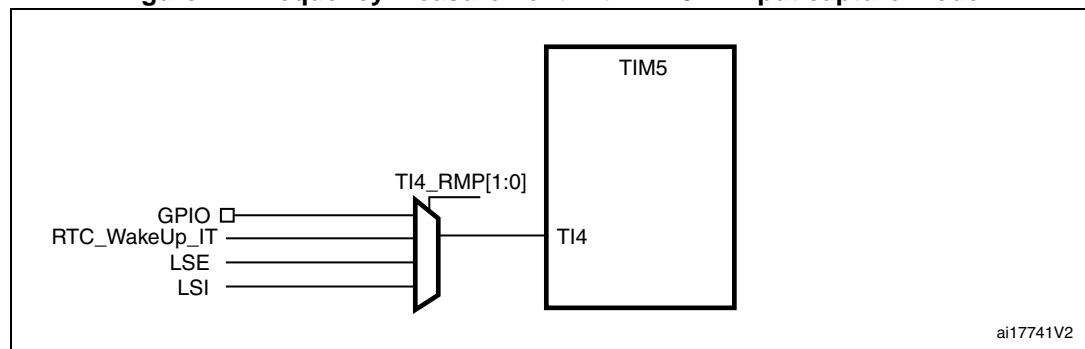 TIM5
TI4_RMP[1:0]
GPIO
RTC_WakeUp_IT
TI4
LSE
LSI
ai17741V2